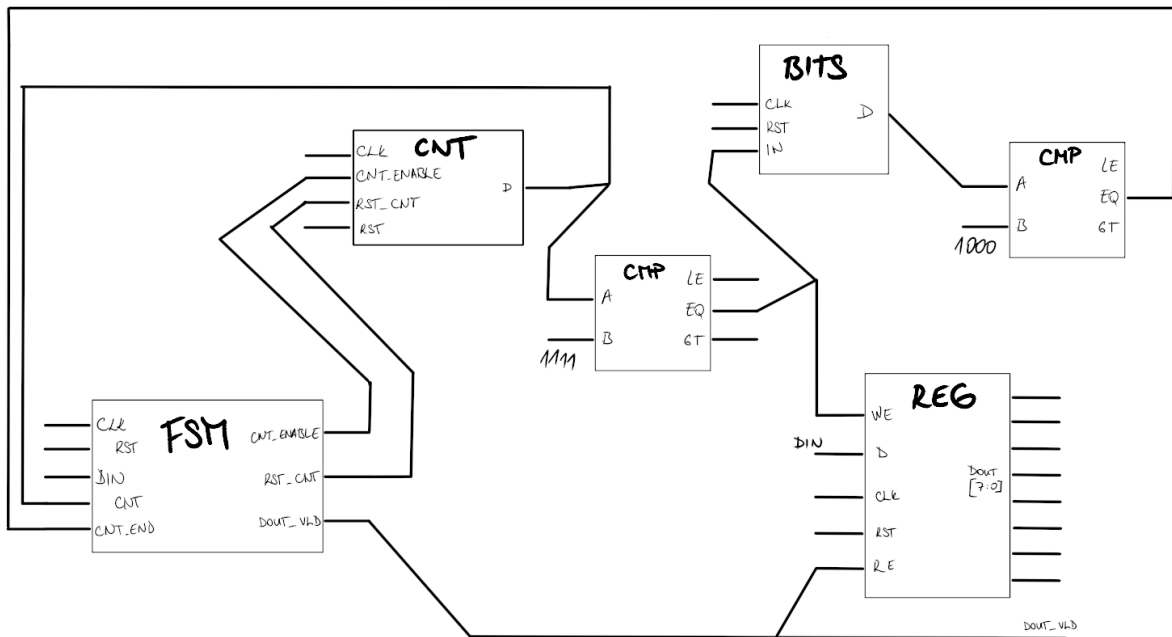 BITS
CLK
RST
IN
D
CNT
CLK
CNT_ENABLE
RST_CNT
RST
D
CMP
A
B
LE
EQ
GT
1000
CMP
A
B
LE
EQ
GT
1111
FSM
CLK
RST
DIN
CNT
CNT_END
CNT_ENABLE
RST_CNT
DOUT_VLD
REG
WE
DIN
D
CLK
RST
RE
DOUT
[7:0]
DOUT_VLD